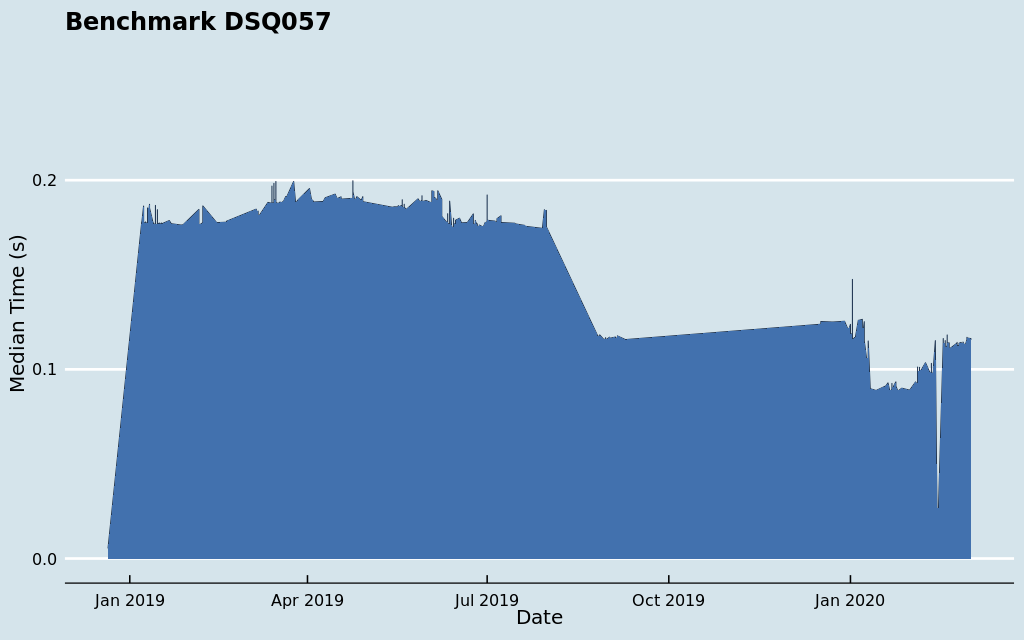 Benchmark DSQ057
Median Time (s)
0.2
0.1
0.0
Jan 2019
Apr 2019
Jul 2019
Oct 2019
Jan 2020
Date